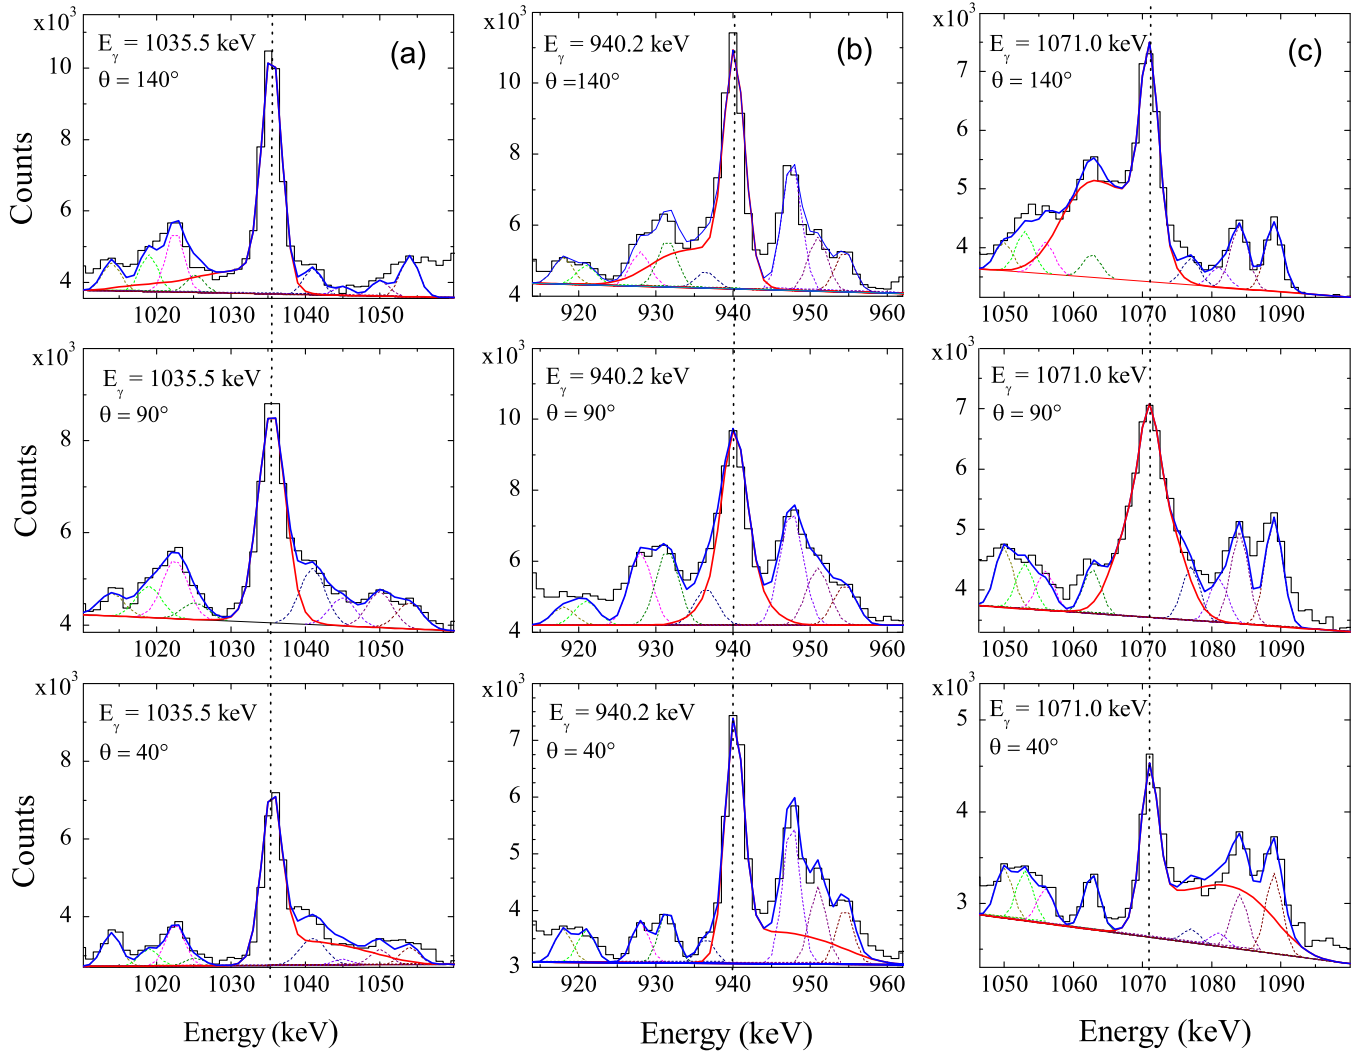 x10³
E_γ = 1035.5 keV
θ = 140°
(a)
10
8
6
4
1020 1030 1040 1050
Counts
x10³
E_γ = 940.2 keV
θ =140°
(b)
10
8
6
4
920 930 940 950 960
x10³
E_γ = 1071.0 keV
θ = 140°
(c)
7
6
5
4
1050 1060 1070 1080 1090
x10³
E_γ = 1035.5 keV
θ = 90°
8
6
4
1020 1030 1040 1050
Counts
x10³
E_γ = 940.2 keV
θ = 90°
10
8
6
4
920 930 940 950 960
x10³
E_γ = 1071.0 keV
θ = 90°
7
6
5
4
1050 1060 1070 1080 1090
x10³
E_γ = 1035.5 keV
θ = 40°
8
6
4
1020 1030 1040 1050
Counts
Energy (keV)
x10³
E_γ = 940.2 keV
θ = 40°
7
6
5
4
3
920 930 940 950 960
Energy (keV)
x10³
E_γ = 1071.0 keV
θ = 40°
5
4
3
1050 1060 1070 1080 1090
Energy (keV)